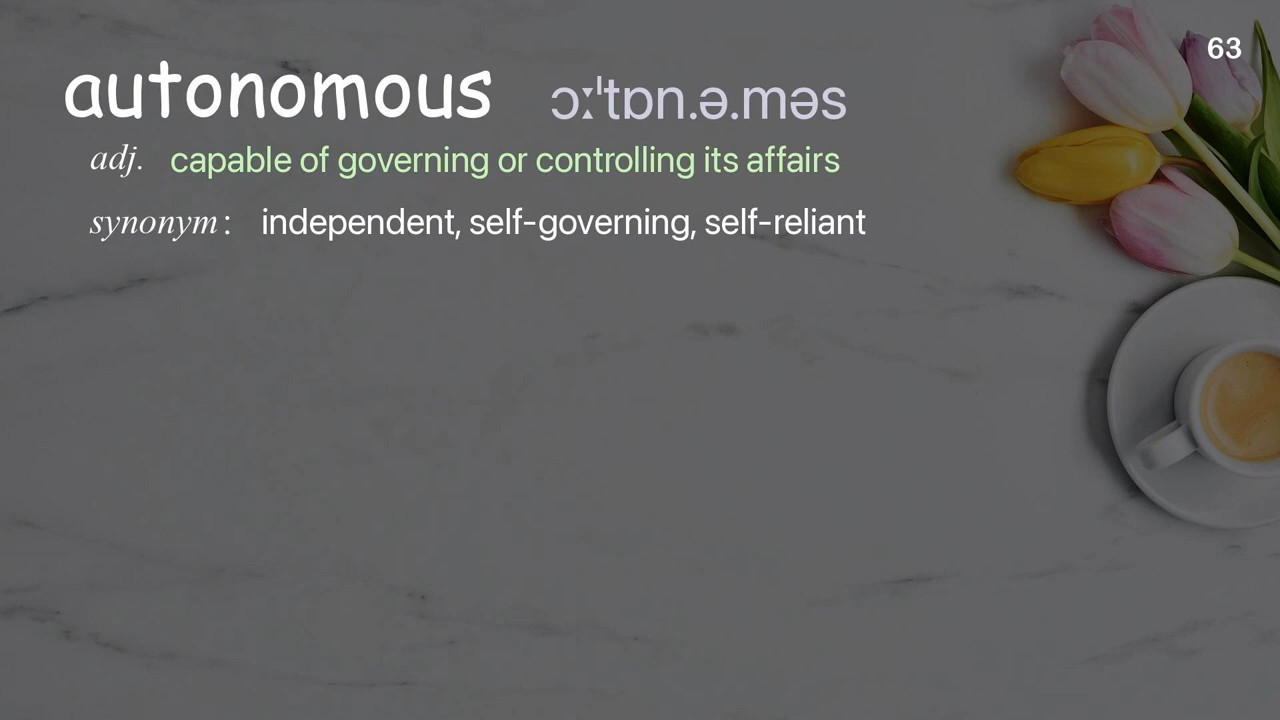 63
autonomous ɔːˈtɒn.ə.məs
adj. capable of governing or controlling its affairs
synonym: independent, self-governing, self-reliant